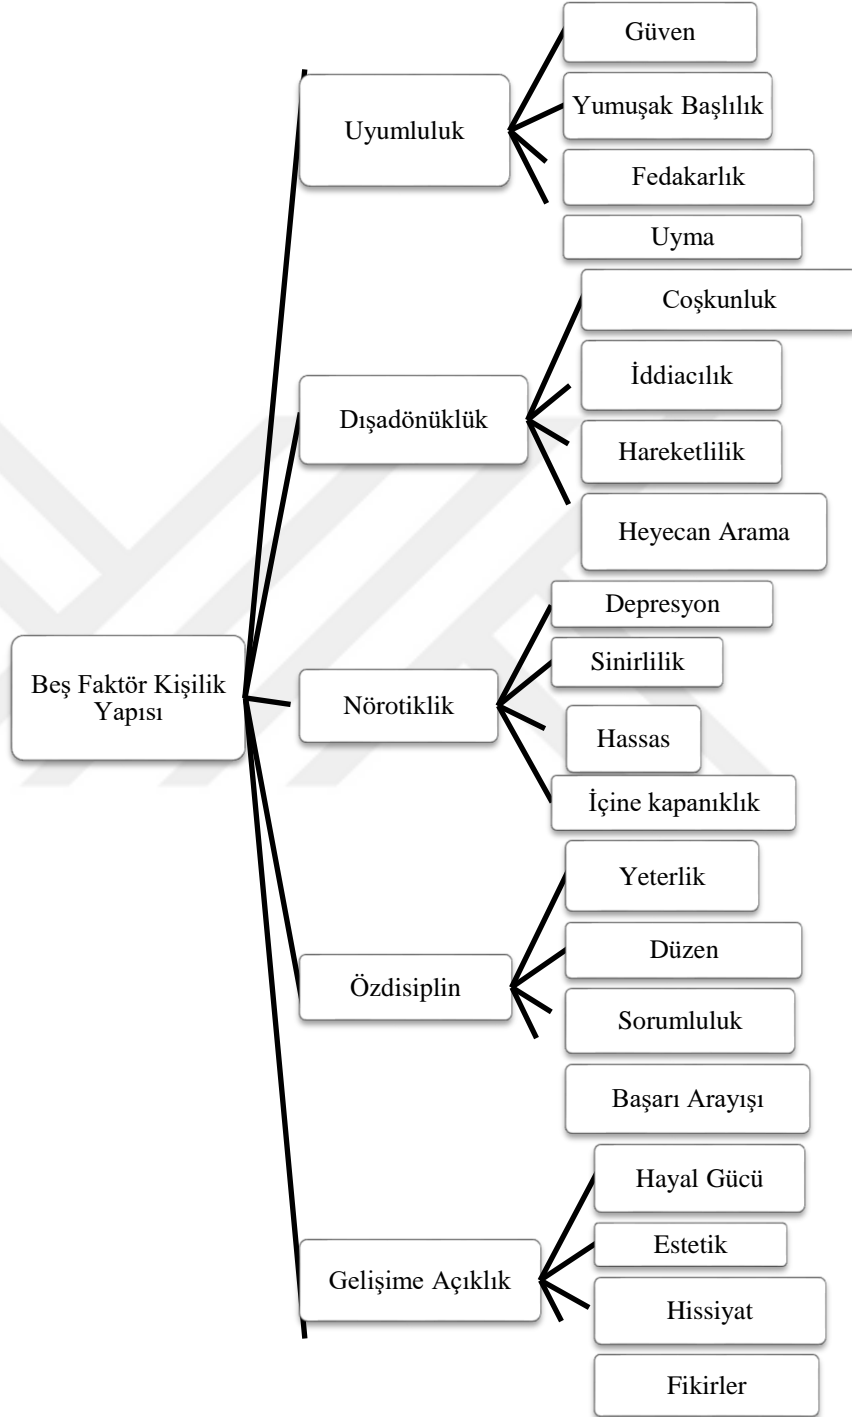 Beş Faktör Kişilik
Yapısı
Uyumluluk
Güven
Yumuşak Başlılık
Fedakarlık
Uyma
Dışadönüklük
Coşkunluk
İddiacılık
Hareketlilik
Heyecan Arama
Nörotiklik
Depresyon
Sinirlilik
Hassas
İçine kapanıklık
Özdisiplin
Yeterlik
Düzen
Sorumluluk
Başarı Arayışı
Gelişime Açıklık
Hayal Gücü
Estetik
Hissiyat
Fikirler